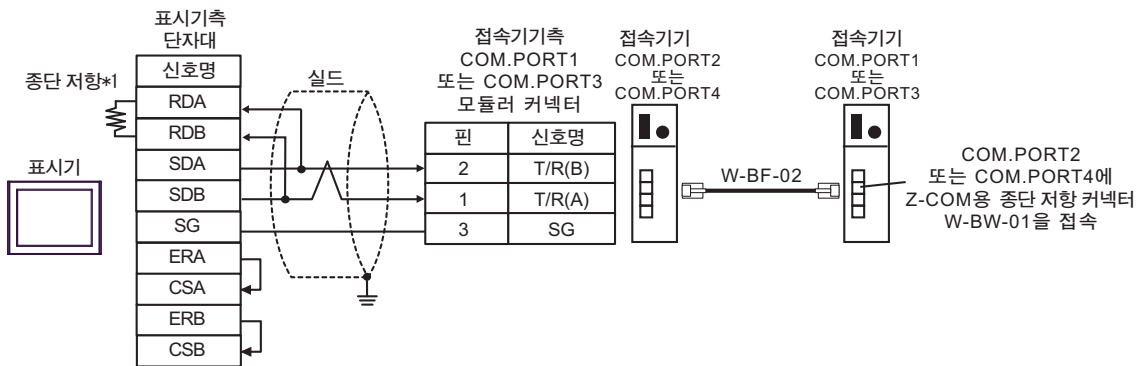 표시기측
단자대
신호명
종단 저항*1
RDA
RDB
SDA
SDB
SG
ERA
CSA
ERB
CSB
표시기
실드
접속기기측
COM.PORT1
또는 COM.PORT3
모듈러 커넥터
핀 신호명
2 T/R(B)
1 T/R(A)
3 SG
접속기기
COM.PORT2
또는
COM.PORT4
W-BF-02
접속기기
COM.PORT1
또는
COM.PORT3
COM.PORT2
또는 COM.PORT4에
Z-COM용 종단 저항 커넥터
W-BW-01을 접속